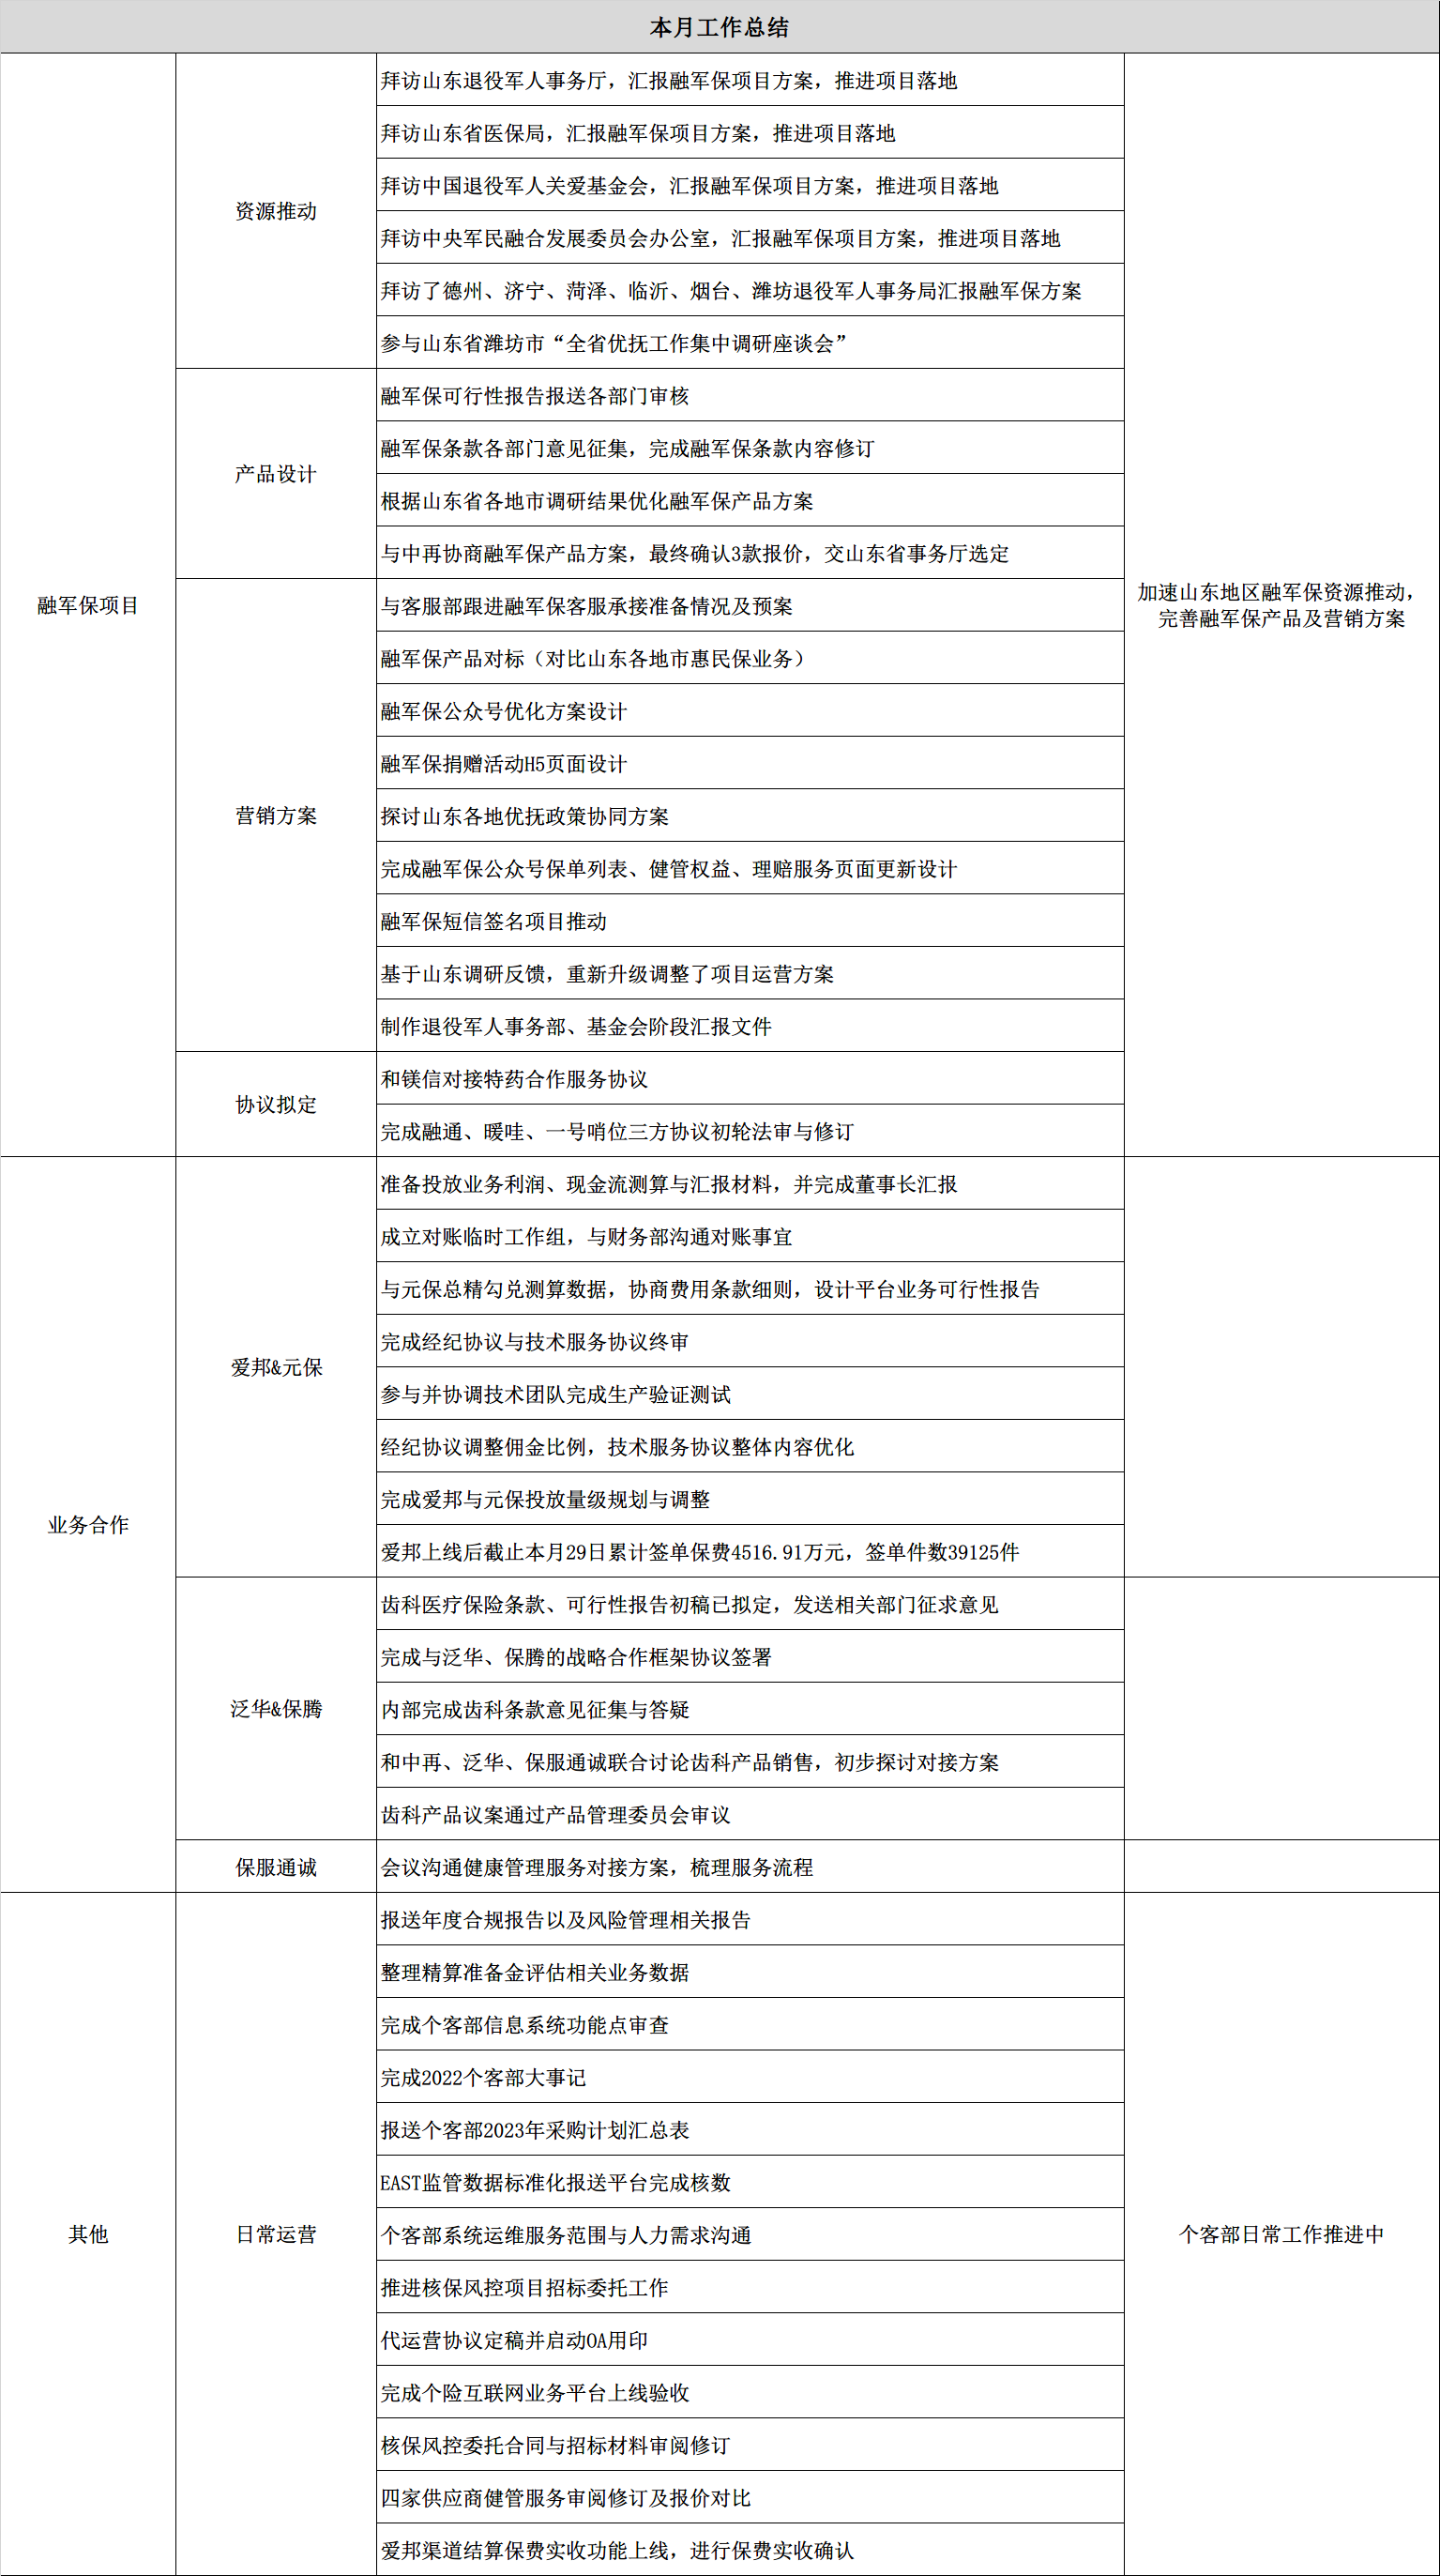 本月工作总结
融军保项目
资源推动
拜访山东退役军人事务厅，汇报融军保项目方案，推进项目落地
拜访山东省医保局，汇报融军保项目方案，推进项目落地
拜访中国退役军人关爱基金会，汇报融军保项目方案，推进项目落地
拜访中央军民融合发展委员会办公室，汇报融军保项目方案，推进项目落地
拜访了德州、济宁、菏泽、临沂、烟台、潍坊退役军人事务局汇报融军保方案
参与山东省潍坊市“全省优抚工作集中调研座谈会”
产品设计
融军保可行性报告报送各部门审核
融军保条款各部门意见征集，完成融军保条款内容修订
根据山东省各地市调研结果优化融军保产品方案
与中再协商融军保产品方案，最终确认3款报价，交山东省事务厅选定
营销方案
与客服部跟进融军保客服承接准备情况及预案
融军保产品对标（对比山东各地市惠民保业务）
融军保公众号优化方案设计
融军保捐赠活动H5页面设计
探讨山东各地优抚政策协同方案
完成融军保公众号保单列表、健管权益、理赔服务页面更新设计
融军保短信签名项目推动
基于山东调研反馈，重新升级调整了项目运营方案
制作退役军人事务部、基金会阶段汇报文件
协议拟定
和镁信对接特药合作服务协议
完成融通、暖哇、一号哨位三方协议初轮法审与修订
加速山东地区融军保资源推动，
完善融军保产品及营销方案
业务合作
爱邦&元保
准备投放业务利润、现金流测算与汇报材料，并完成董事长汇报
成立对账临时工作组，与财务部沟通对账事宜
与元保总精勾兑测算数据，协商费用条款细则，设计平台业务可行性报告
完成经纪协议与技术服务协议终审
参与并协调技术团队完成生产验证测试
经纪协议调整佣金比例，技术服务协议整体内容优化
完成爱邦与元保投放量级规划与调整
爱邦上线后截止本月29日累计签单保费4516.91万元，签单件数39125件
泛华&保腾
齿科医疗保险条款、可行性报告初稿已拟定，发送相关部门征求意见
完成与泛华、保腾的战略合作框架协议签署
内部完成齿科条款意见征集与答疑
和中再、泛华、保服通诚联合讨论齿科产品销售，初步探讨对接方案
齿科产品议案通过产品管理委员会审议
保服通诚
会议沟通健康管理服务对接方案，梳理服务流程
其他
日常运营
报送年度合规报告以及风险管理相关报告
整理精算准备金评估相关业务数据
完成个客部信息系统功能点审查
完成2022个客部大事记
报送个客部2023年采购计划汇总表
EAST监管数据标准化报送平台完成核数
个客部系统运维服务范围与人力需求沟通
推进核保风控项目招标委托工作
代运营协议定稿并启动OA用印
完成个险互联网业务平台上线验收
核保风控委托合同与招标材料审阅修订
四家供应商健管服务审阅修订及报价对比
爱邦渠道结算保费实收功能上线，进行保费实收确认
个客部日常工作推进中